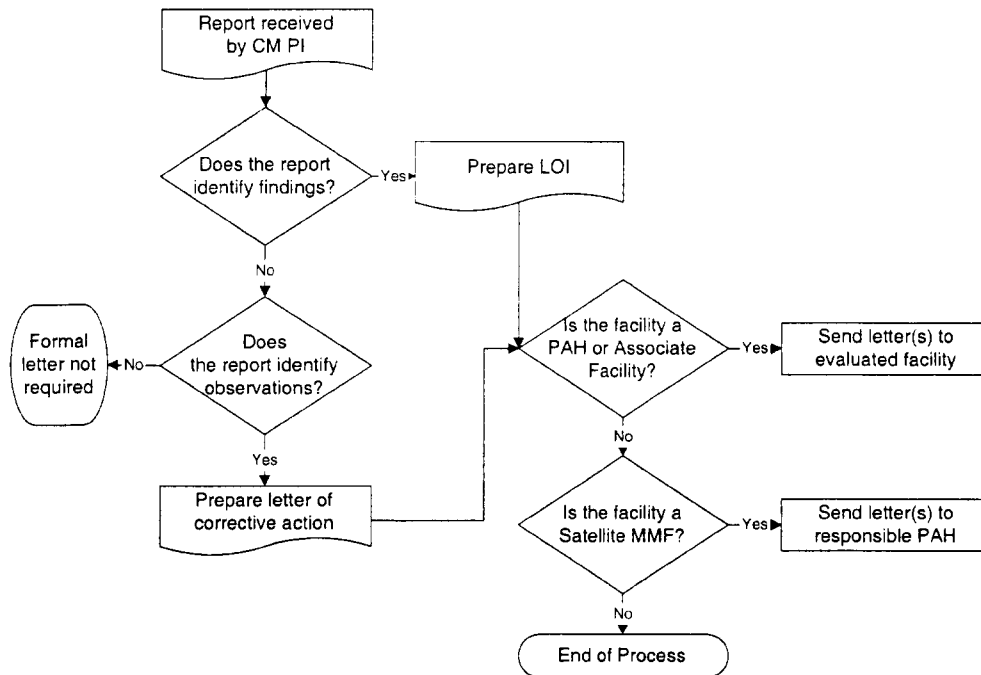 Report received
by CM PI
Does the report
identify findings?
Yes
Prepare LOI
No
Formal
letter not
required
No
Does
the report identify
observations?
Is the facility a
PAH or Associate
Facility?
Yes
Send letter(s) to
evaluated facility
Yes
No
Prepare letter of
corrective action
Is the facility a
Satellite MMF?
Yes
Send letter(s) to
responsible PAH
No
End of Process